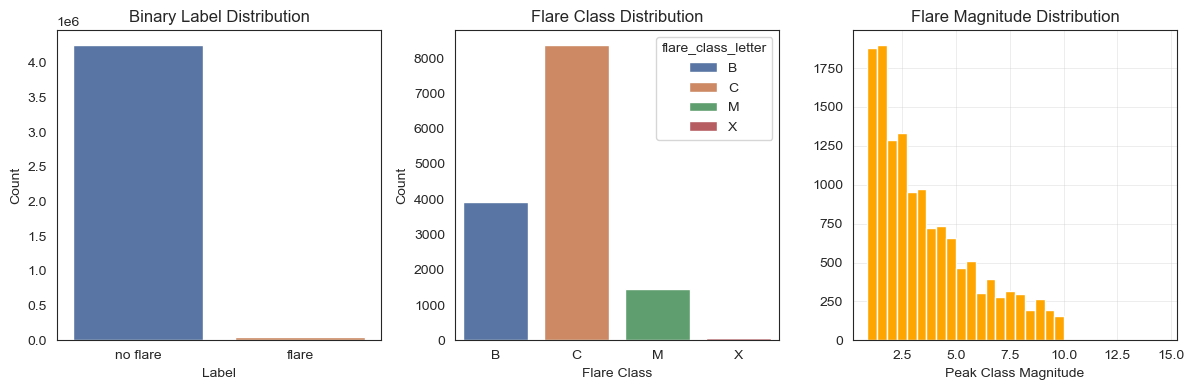 Binary Label Distribution
1e6
4.0
3.5
3.0
2.5
2.0
1.5
1.0
0.5
0.0
Count
no flare
flare
Label
Flare Class Distribution
8000
7000
6000
5000
4000
3000
2000
1000
0
Count
flare_class_letter
B
C
M
X
B
C
M
X
Flare Class
Flare Magnitude Distribution
1750
1500
1250
1000
750
500
250
0
2.5
5.0
7.5
10.0
12.5
15.0
Peak Class Magnitude